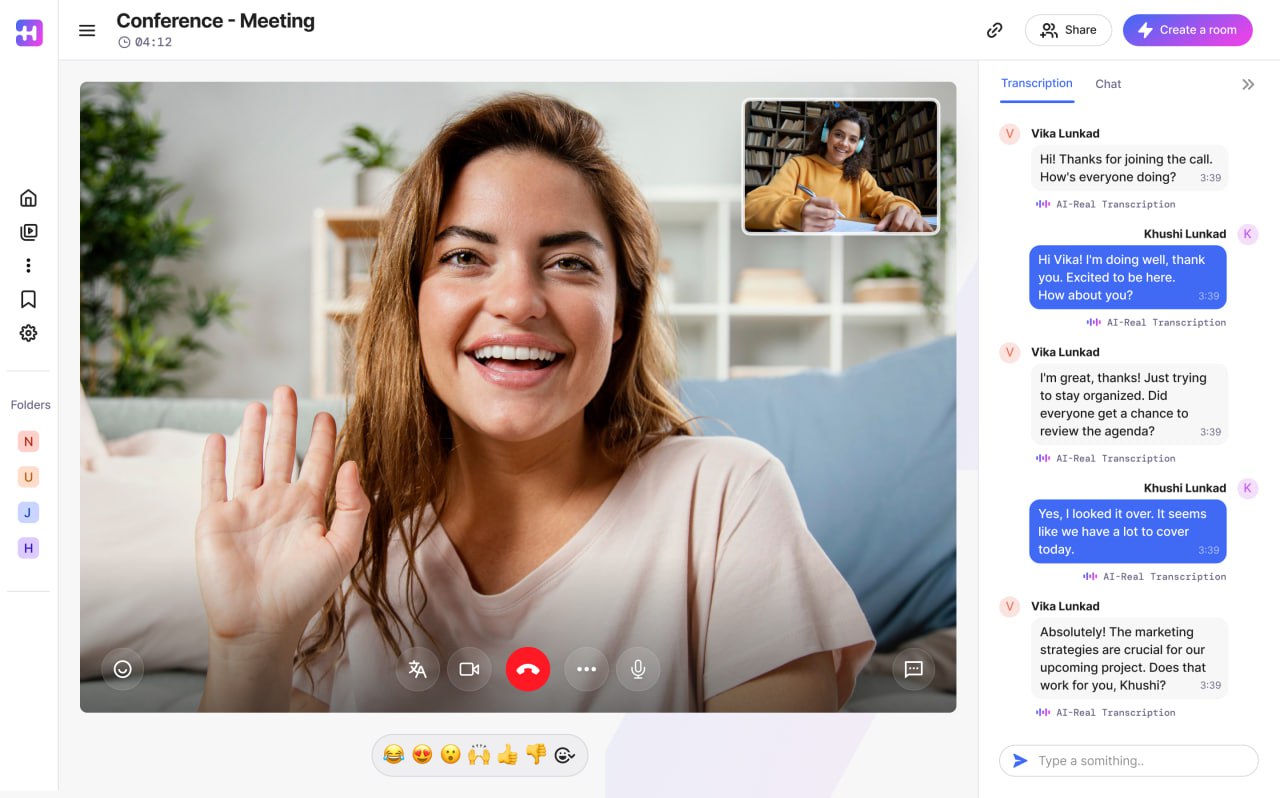 H
Conference - Meeting
04:12
Share
Create a room
Folders
N
U
J
H
Transcription
Chat
V
Vika Lunkad
Hi! Thanks for joining the call.
How's everyone doing?
3:39
AI-Real Transcription
Khushi Lunkad
K
Hi Vika! I'm doing well, thank
you. Excited to be here.
How about you?
3:39
AI-Real Transcription
V
Vika Lunkad
I'm great, thanks! Just trying
to stay organized. Did
everyone get a chance to
review the agenda?
3:39
AI-Real Transcription
Khushi Lunkad
K
Yes, I looked it over. It seems
like we have a lot to cover
today.
3:39
AI-Real Transcription
V
Vika Lunkad
Absolutely! The marketing
strategies are crucial for our
upcoming project. Does that
work for you, Khushi?
3:39
AI-Real Transcription
Type a somithing..